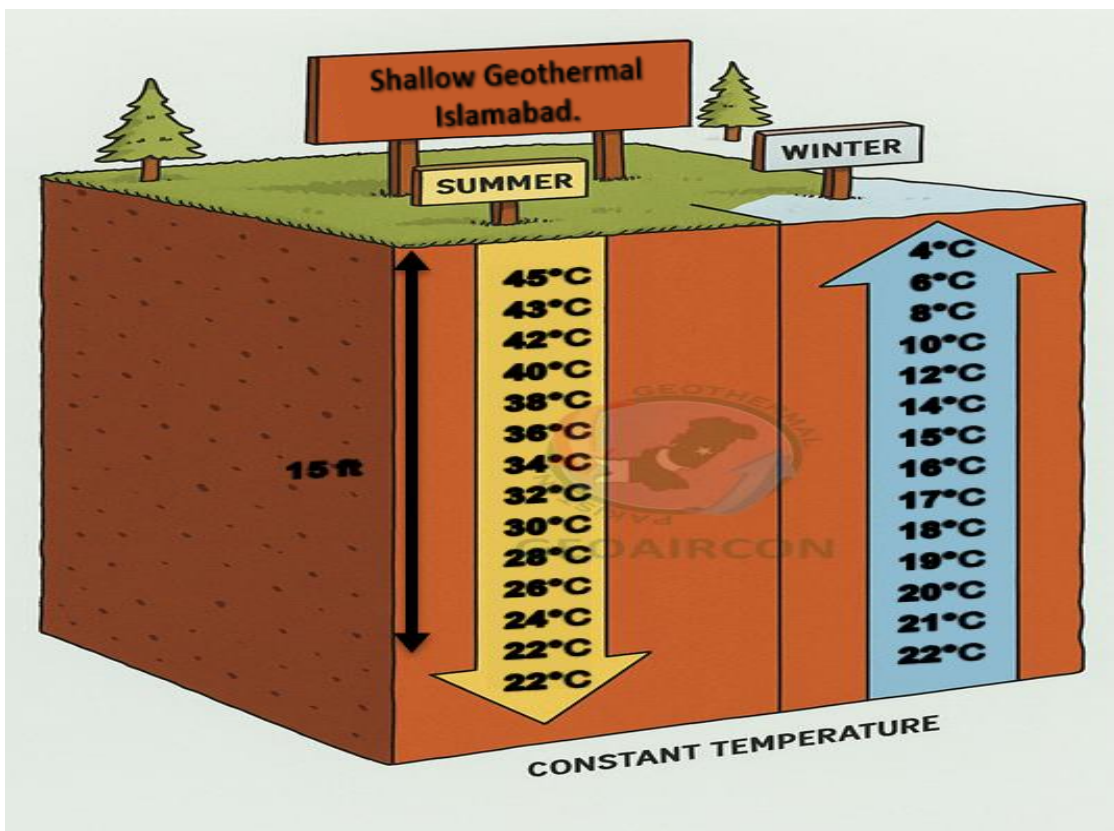 Shallow Geothermal
Islamabad.
SUMMER
WINTER
15 ft
45°C
43°C
42°C
40°C
38°C
36°C
34°C
32°C
30°C
28°C
26°C
24°C
22°C
22°C
4°C
6°C
8°C
10°C
12°C
14°C
15°C
16°C
17°C
18°C
19°C
20°C
21°C
22°C
GEOTHERMAL
PAKISTAN
GEOAIRCON
CONSTANT TEMPERATURE